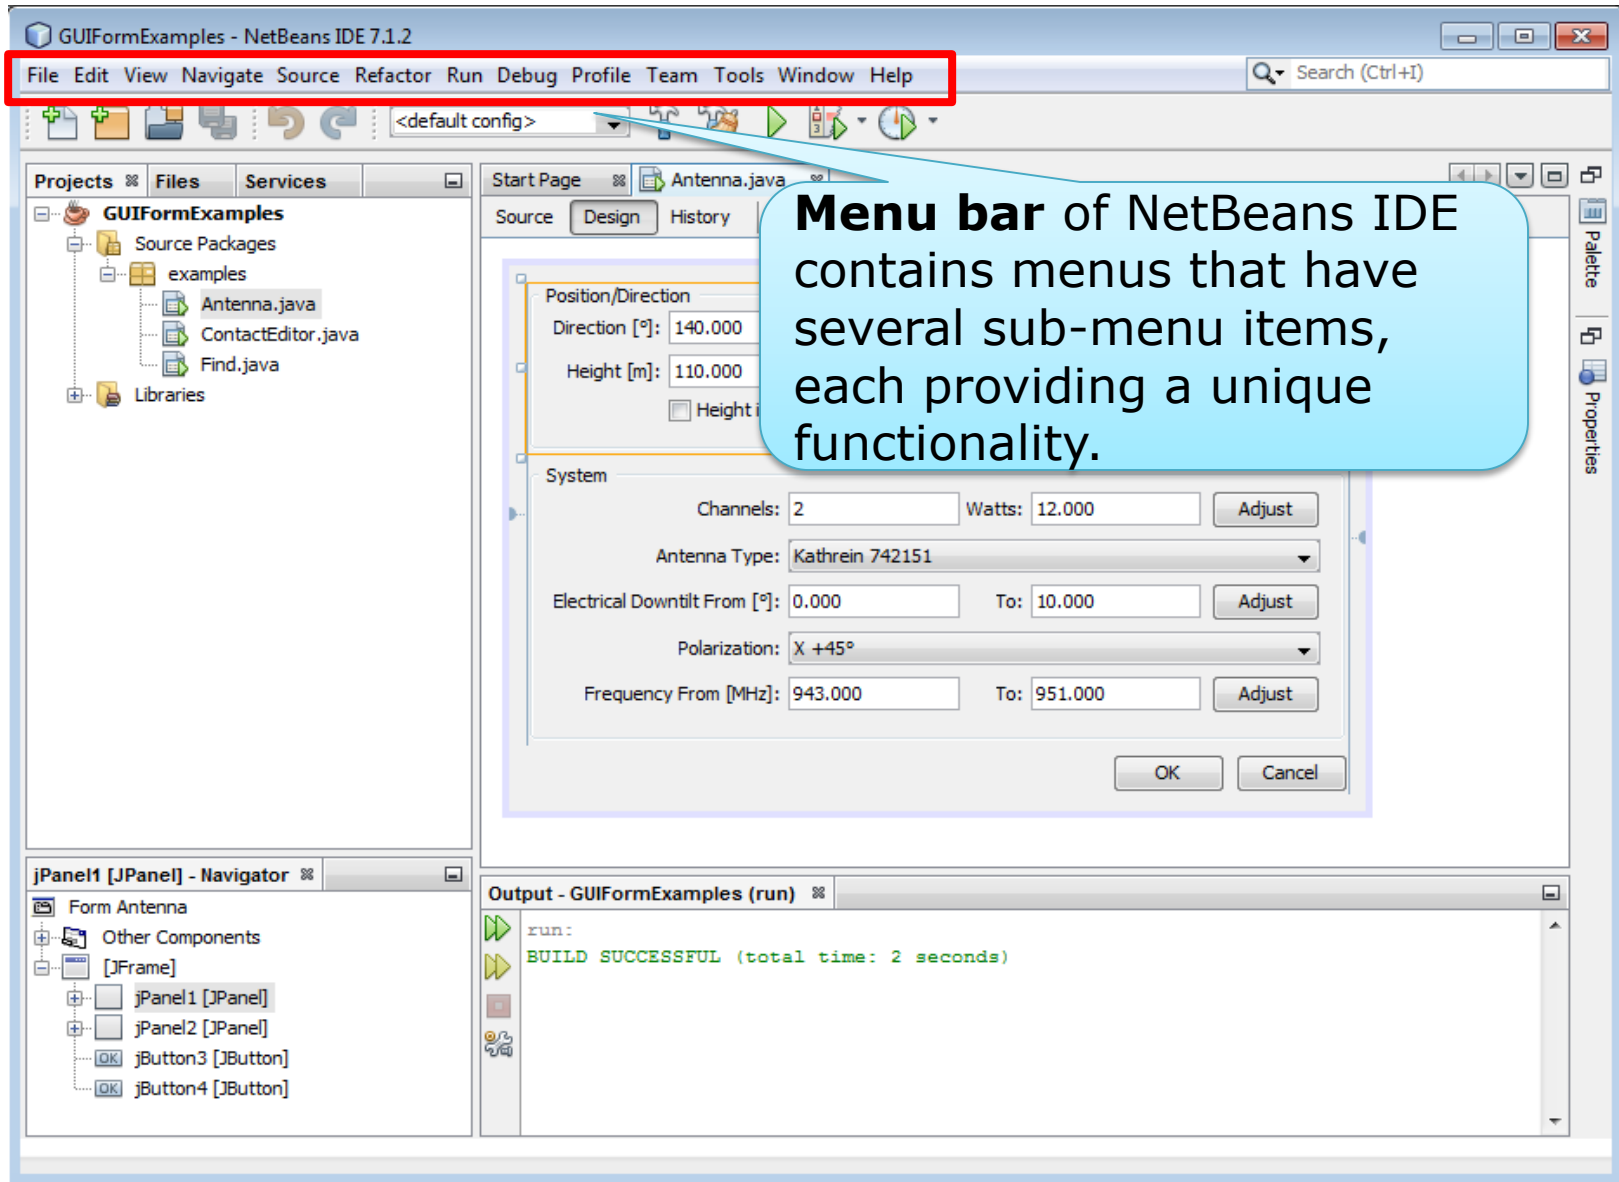 GUIFormExamples - NetBeans IDE 7.1.2
File Edit View Navigate Source Refactor Run Debug Profile Team Tools Window Help
Search (Ctrl+I)
<default config>
Projects Files Services
GUIFormExamples
Source Packages
examples
Antenna.java
ContactEditor.java
Find.java
Libraries
Start Page Antenna.java
Source Design History
Menu bar of NetBeans IDE
contains menus that have
several sub-menu items,
each providing a unique
functionality.
Position/Direction
Direction [º]: 140.000
Height [m]: 110.000
Height
System
Channels: 2 Watts: 12.000 Adjust
Antenna Type: Kathrein 742151
Electrical Downtilt From [º]: 0.000 To: 10.000 Adjust
Polarization: X +45º
Frequency From [MHz]: 943.000 To: 951.000 Adjust
OK Cancel
Palette
Properties
jPanel1 [JPanel] - Navigator
Form Antenna
Other Components
[JFrame]
jPanel1 [JPanel]
jPanel2 [JPanel]
OK jButton3 [JButton]
OK jButton4 [JButton]
Output - GUIFormExamples (run)
run:
BUILD SUCCESSFUL (total time: 2 seconds)